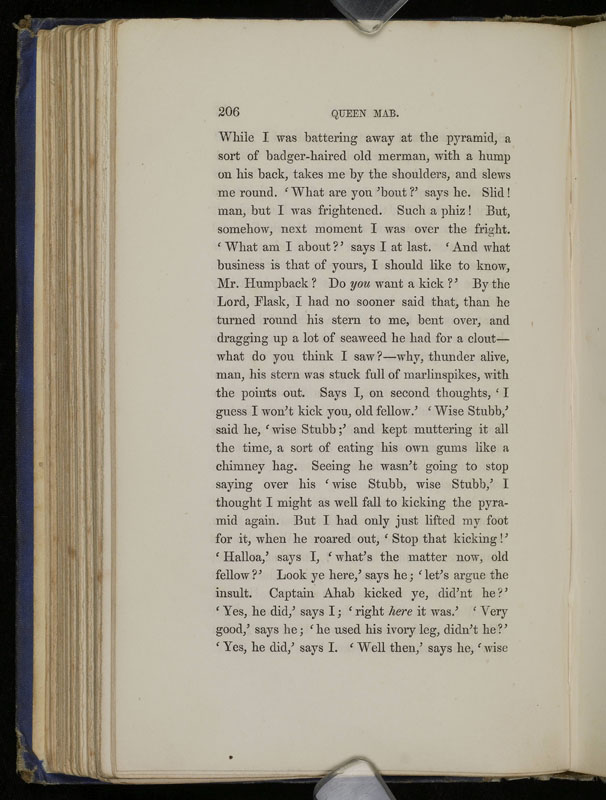 206 QUEEN MAB.
While I was battering away at the pyramid, a
sort of badger-haired old merman, with a hump
on his back, takes me by the shoulders, and slews
me round. ‘What are you ’bout?’ says he. Slid!
man, but I was frightened. Such a phiz! But,
somehow, next moment I was over the fright.
‘What am I about?’ says I at last. ‘And what
business is that of yours, I should like to know,
Mr. Humpback? Do you want a kick?’ By the
Lord, Flask, I had no sooner said that, than he
turned round his stern to me, bent over, and
dragging up a lot of seaweed he had for a clout—
what do you think I saw?—why, thunder alive,
man, his stern was stuck full of marlinspikes, with
the points out. Says I, on second thoughts, ‘I
guess I won’t kick you, old fellow.’ ‘Wise Stubb,’
said he, ‘wise Stubb;’ and kept muttering it all
the time, a sort of eating his own gums like a
chimney hag. Seeing he wasn’t going to stop
saying over his ‘wise Stubb, wise Stubb,’ I
thought I might as well fall to kicking the pyra-
mid again. But I had only just lifted my foot
for it, when he roared out, ‘Stop that kicking!’
‘Halloa,’ says I, ‘what’s the matter now, old
fellow?’ Look ye here,’ says he; ‘let’s argue the
insult. Captain Ahab kicked ye, did’nt he?’
‘Yes, he did,’ says I; ‘right here it was.’ ‘Very
good,’ says he; ‘he used his ivory leg, didn’t he?’
‘Yes, he did,’ says I. ‘Well then,’ says he, ‘wise